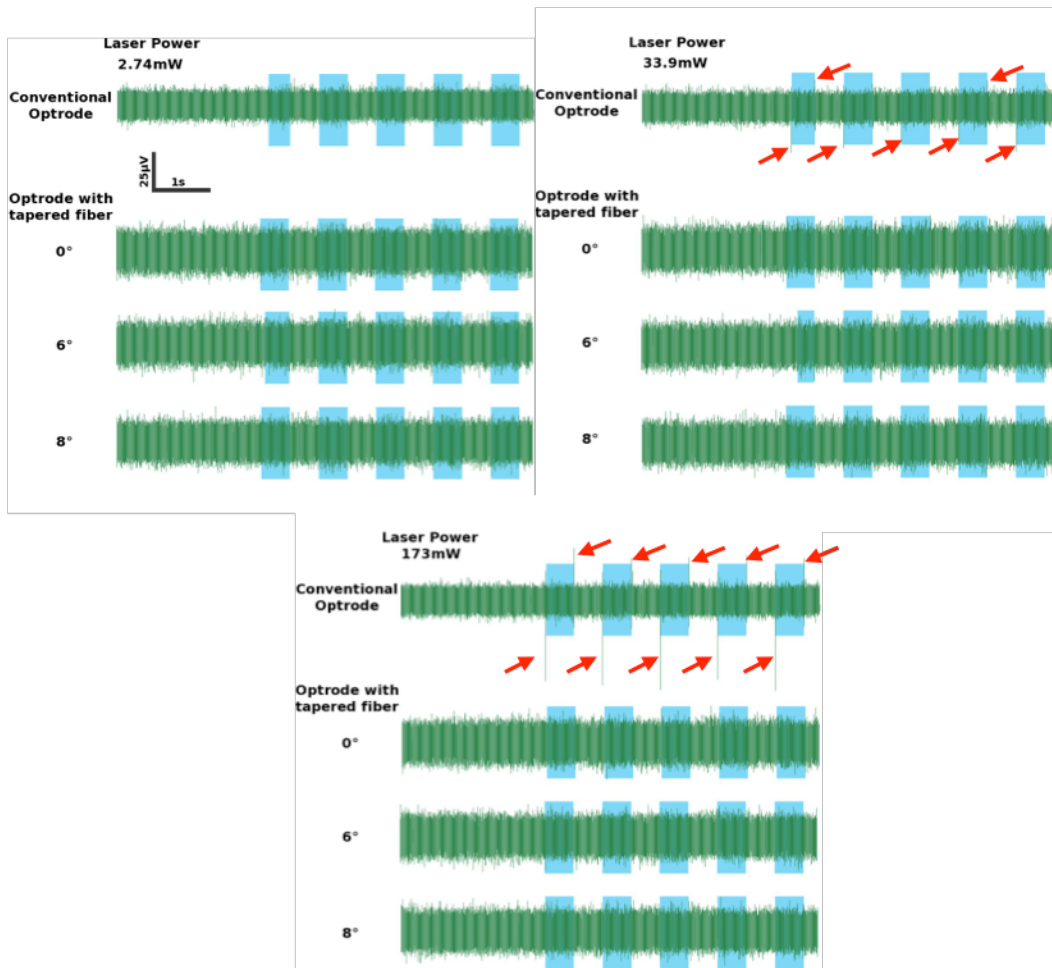 Laser Power
2.74mW
Conventional
Optrode
25μV
1s
Optrode with
tapered fiber
0°
6°
8°
Laser Power
33.9mW
Conventional
Optrode
Optrode with
tapered fiber
0°
6°
8°
Laser Power
173mW
Conventional
Optrode
Optrode with
tapered fiber
0°
6°
8°